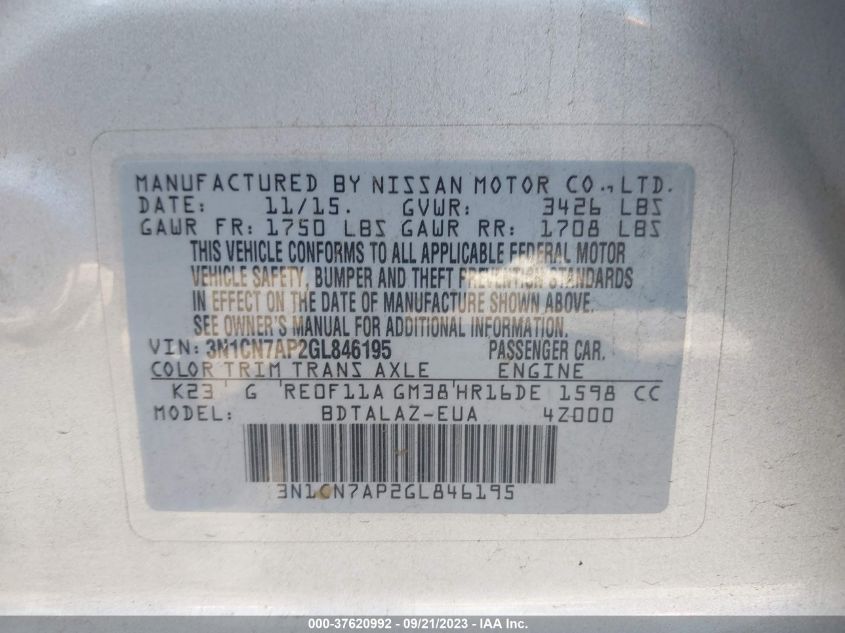 MANUFACTURED BY NISSAN MOTOR CO., LTD.
DATE: 11/15. GVWR: 3426 LBS
GAWR FR: 1750 LBS GAWR RR: 1708 LBS
THIS VEHICLE CONFORMS TO ALL APPLICABLE FEDERAL MOTOR
VEHICLE SAFETY, BUMPER AND THEFT PREVENTION STANDARDS
IN EFFECT ON THE DATE OF MANUFACTURE SHOWN ABOVE.
SEE OWNER'S MANUAL FOR ADDITIONAL INFORMATION.
VIN: 3N1CN7AP2GL846195 PASSENGER CAR.
COLOR TRIM TRANS AXLE ENGINE
K23 G RE0F11A GM38 HR16DE 1598 CC
MODEL: BDTALAZ-EUA 4Z000
3N1CN7AP2GL846195
000-37620992 - 09/21/2023 - IAA Inc.